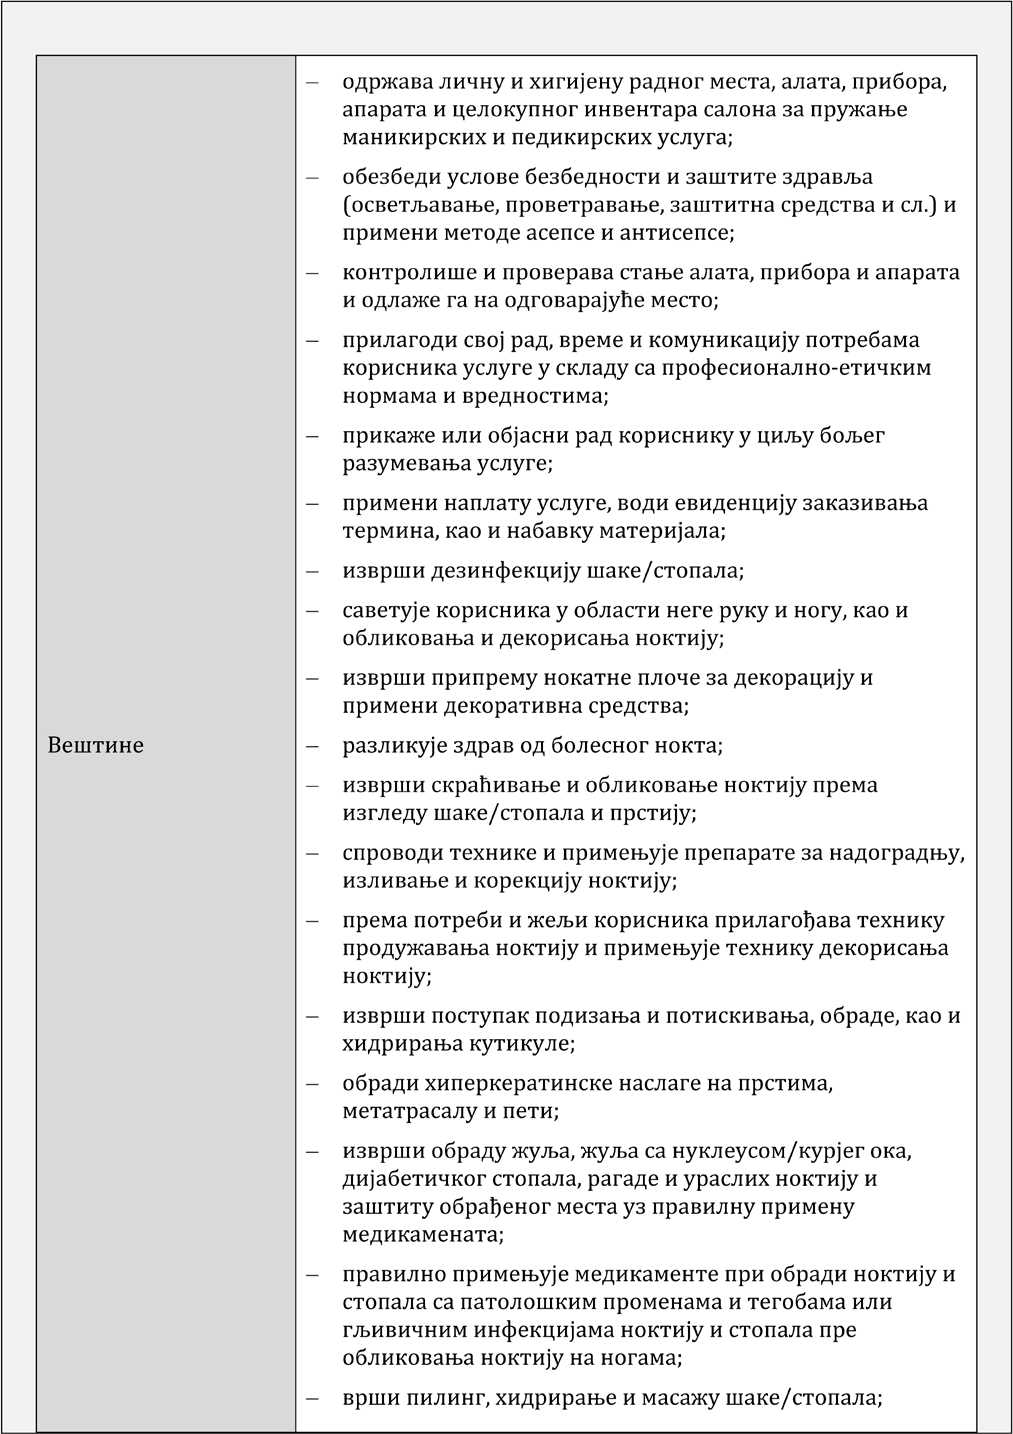 – одржава личну и хигијену радног места, алата, прибора,
апарата и целокупног инвентара салона за пружање
маникирских и педикирских услуга;
– обезбеди услове безбедности и заштите здравља
(осветљавање, проветравање, заштитна средства и сл.) и
примени методе асепсе и антисепсе;
– контролише и проверава стање алата, прибора и апарата
и одлаже га на одговарајуће место;
– прилагоди свој рад, време и комуникацију потребама
корисника услуге у складу са професионално-етичким
нормама и вредностима;
– прикаже или објасни рад кориснику у циљу бољег
разумевања услуге;
– примени наплату услуге, води евиденцију заказивања
термина, као и набавку материјала;
– изврши дезинфекцију шаке/стопала;
– саветује корисника у области неге руку и ногу, као и
обликовања и декорисања ноктију;
– изврши припрему нокатне плоче за декорацију и
примени декоративна средства;
Вештине
– разликује здрав од болесног нокта;
– изврши скраћивање и обликовање ноктију према
изгледу шаке/стопала и прстију;
– спроводи технике и примењује препарате за надоградњу,
изливање и корекцију ноктију;
– према потреби и жељи корисника прилагођава технику
продужавања ноктију и примењује технику декорисања
ноктију;
– изврши поступак подизања и потискивања, обраде, као и
хидрирања кутикуле;
– обради хиперкератинске наслаге на прстима,
метатрасалу и пети;
– изврши обраду жуља, жуља са нуклеусом/курјег ока,
дијабетичког стопала, рагаде и ураслих ноктију и
заштиту обрађеног места уз правилну примену
медикамената;
– правилно примењује медикаменте при обради ноктију и
стопала са патолошким променама и тегобама или
гљивичним инфекцијама ноктију и стопала пре
обликовања ноктију на ногама;
– врши пилинг, хидрирање и масажу шаке/стопала;